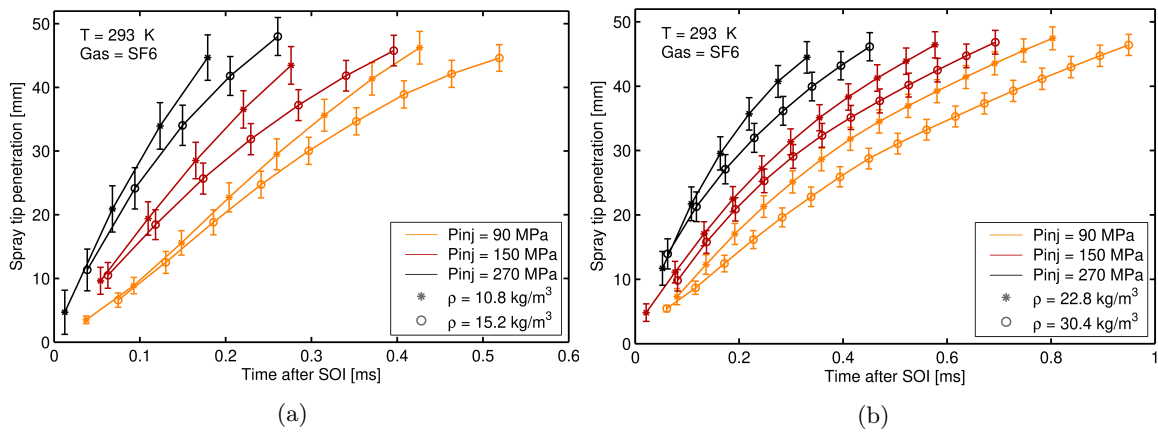 T = 293 K
Gas = SF6
Spray tip penetration [mm]
50
40
30
20
10
0
0 0.1 0.2 0.3 0.4 0.5 0.6
Time after SOI [ms]
Pinj = 90 MPa
Pinj = 150 MPa
Pinj = 270 MPa
ρ = 10.8 kg/m³
ρ = 15.2 kg/m³
(a)
T = 293 K
Gas = SF6
Spray tip penetration [mm]
50
40
30
20
10
0
0 0.2 0.4 0.6 0.8 1
Time after SOI [ms]
Pinj = 90 MPa
Pinj = 150 MPa
Pinj = 270 MPa
ρ = 22.8 kg/m³
ρ = 30.4 kg/m³
(b)